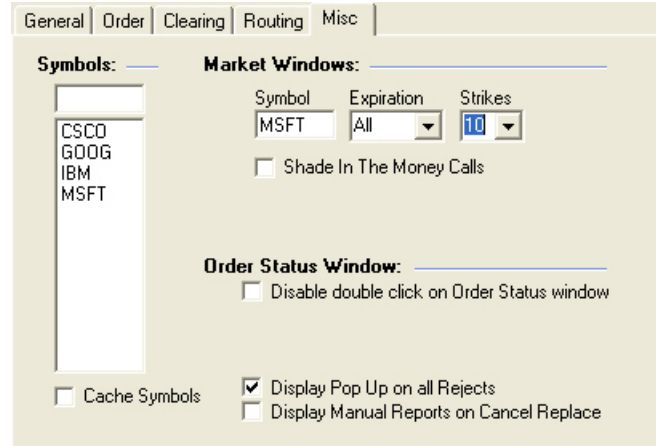 General Order Clearing Routing Misc
Symbols:
CSCO
GOOG
IBM
MSFT
Cache Symbols
Market Windows:
Symbol Expiration Strikes
MSFT All 10
Shade In The Money Calls
Order Status Window:
Disable double click on Order Status window
Display Pop Up on all Rejects
Display Manual Reports on Cancel Replace